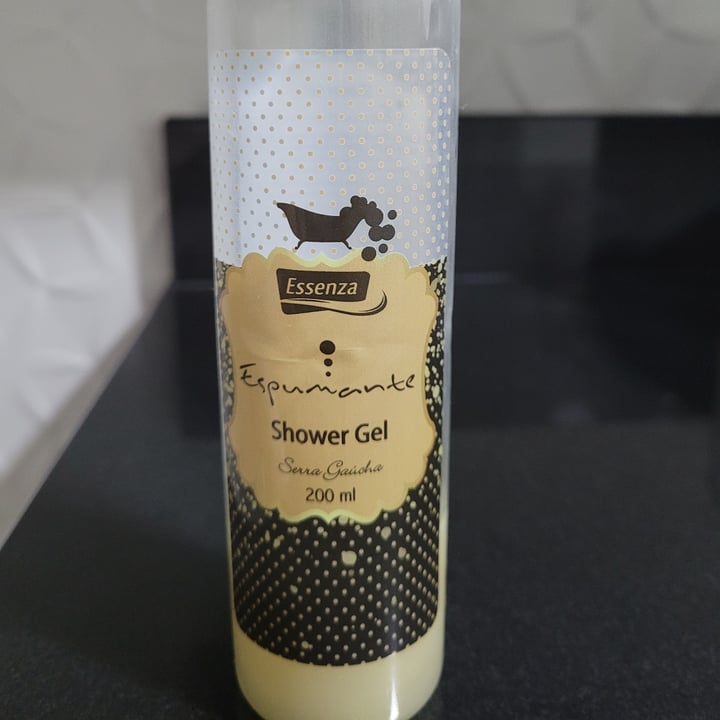 Essenza
Espumante
Shower Gel
Serra Gaúcha
200 ml